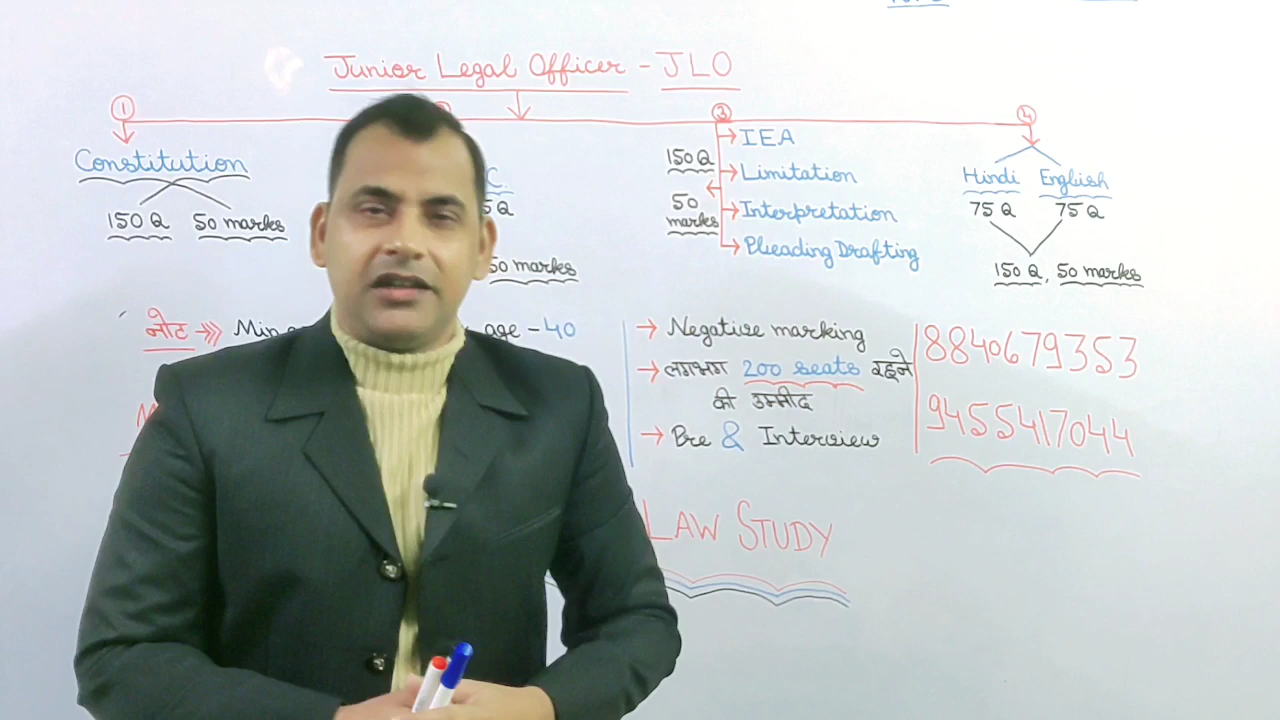 Junior Legal Officer - JLO
①
③
④
Constitution
150 Q
50 marks
C.
5 Q
50 marks
150 Q
50
marks
IEA
Limitation
Interpretation
Pleading Drafting
Hindi English
75 Q 75 Q
150 Q, 50 marks
नोट Min
age - 40
Negative marking
लगभग 200 seats रहने
की उम्मीद
Pre & Interview
8840679353
9455417044
LAW STUDY